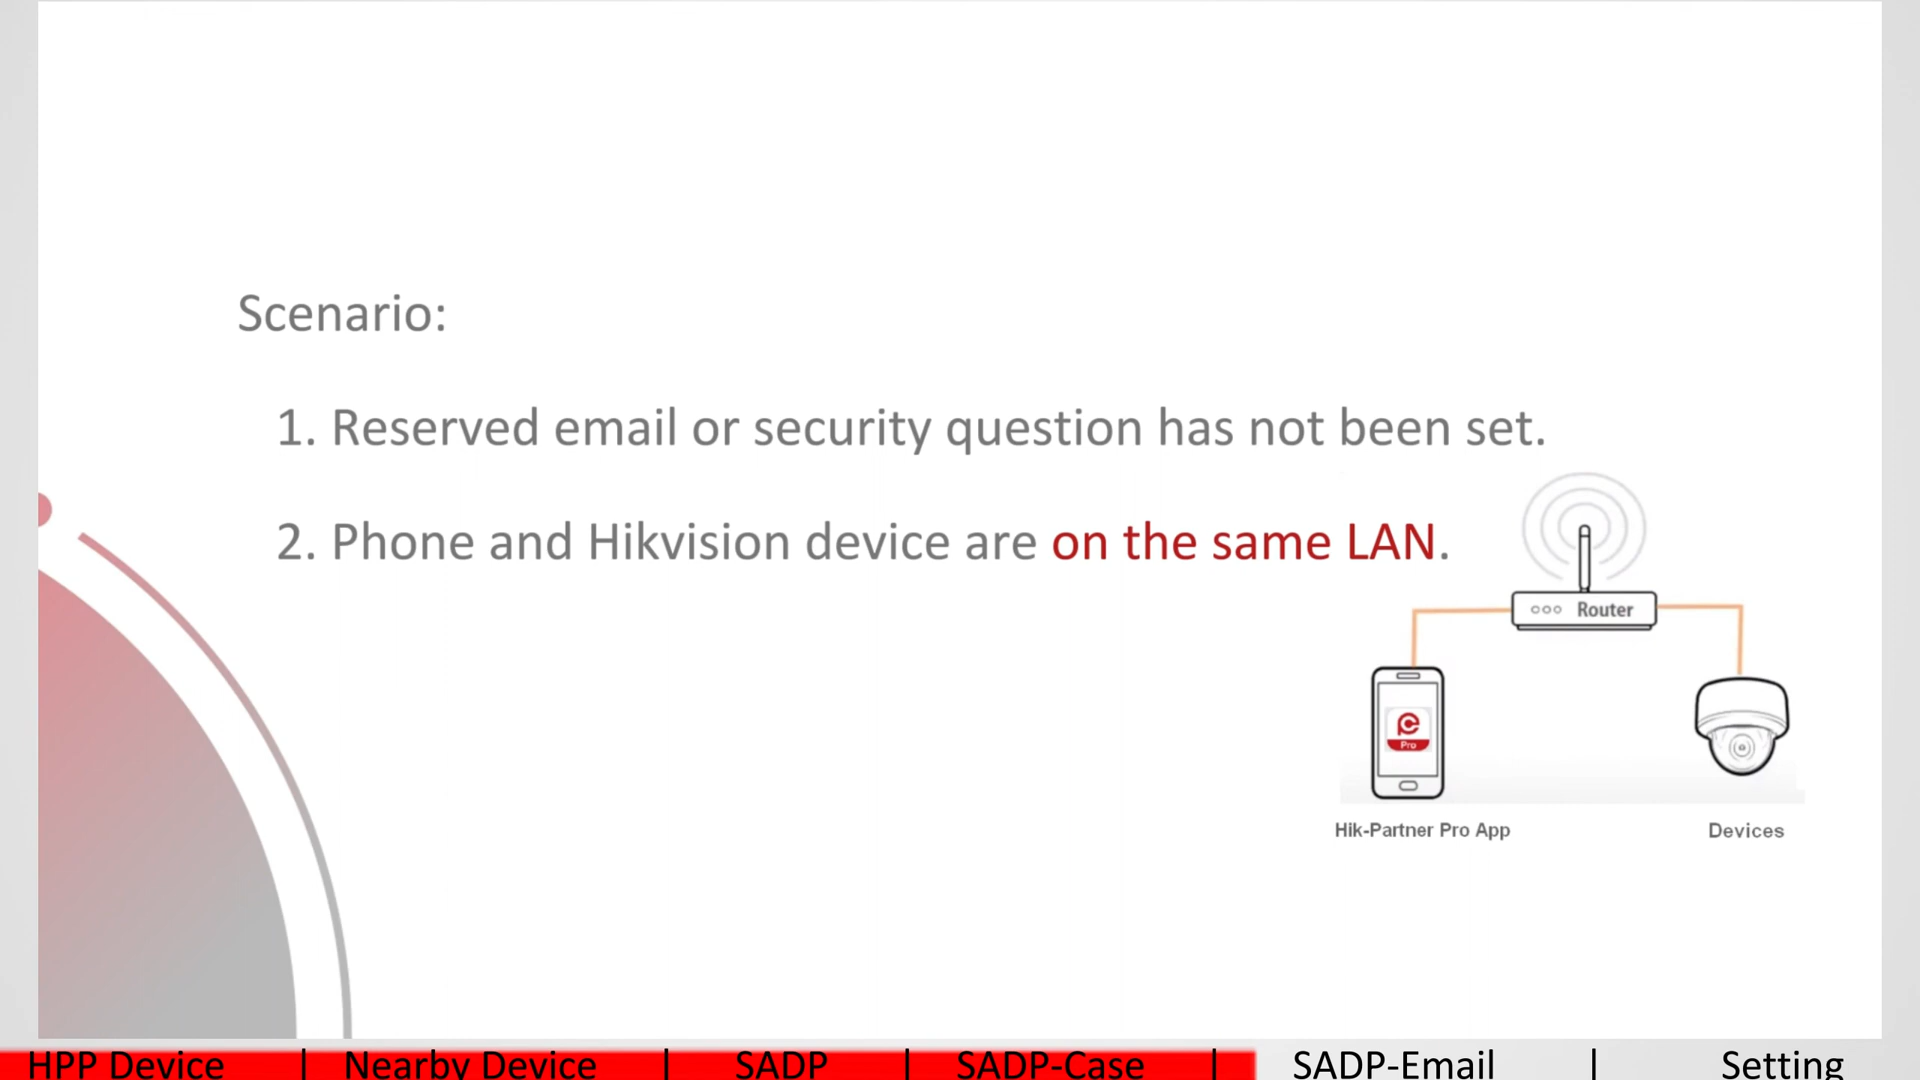 Scenario:
1. Reserved email or security question has not been set.
2. Phone and Hikvision device are on the same LAN.
Router
Pro
Hik-Partner Pro App
Devices
HPP Device | Nearby Device | SADP | SADP-Case | SADP-Email | Setting